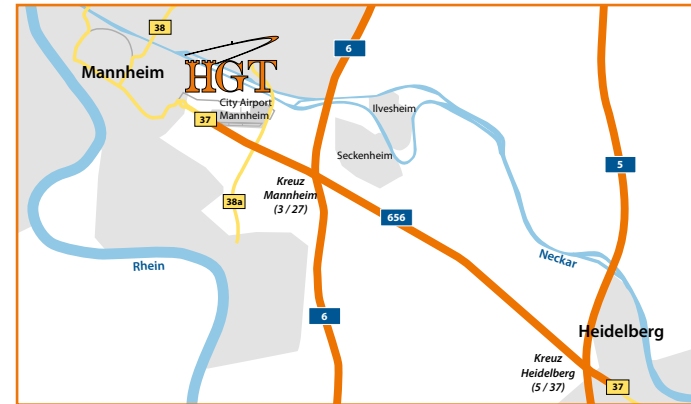 38
6
Mannheim
HGT
City Airport
Mannheim
Ilvesheim
37
Seckenheim
5
Kreuz
Mannheim
(3 / 27)
38a
656
Rhein
Neckar
6
Heidelberg
Kreuz
Heidelberg
(5 / 37)
37